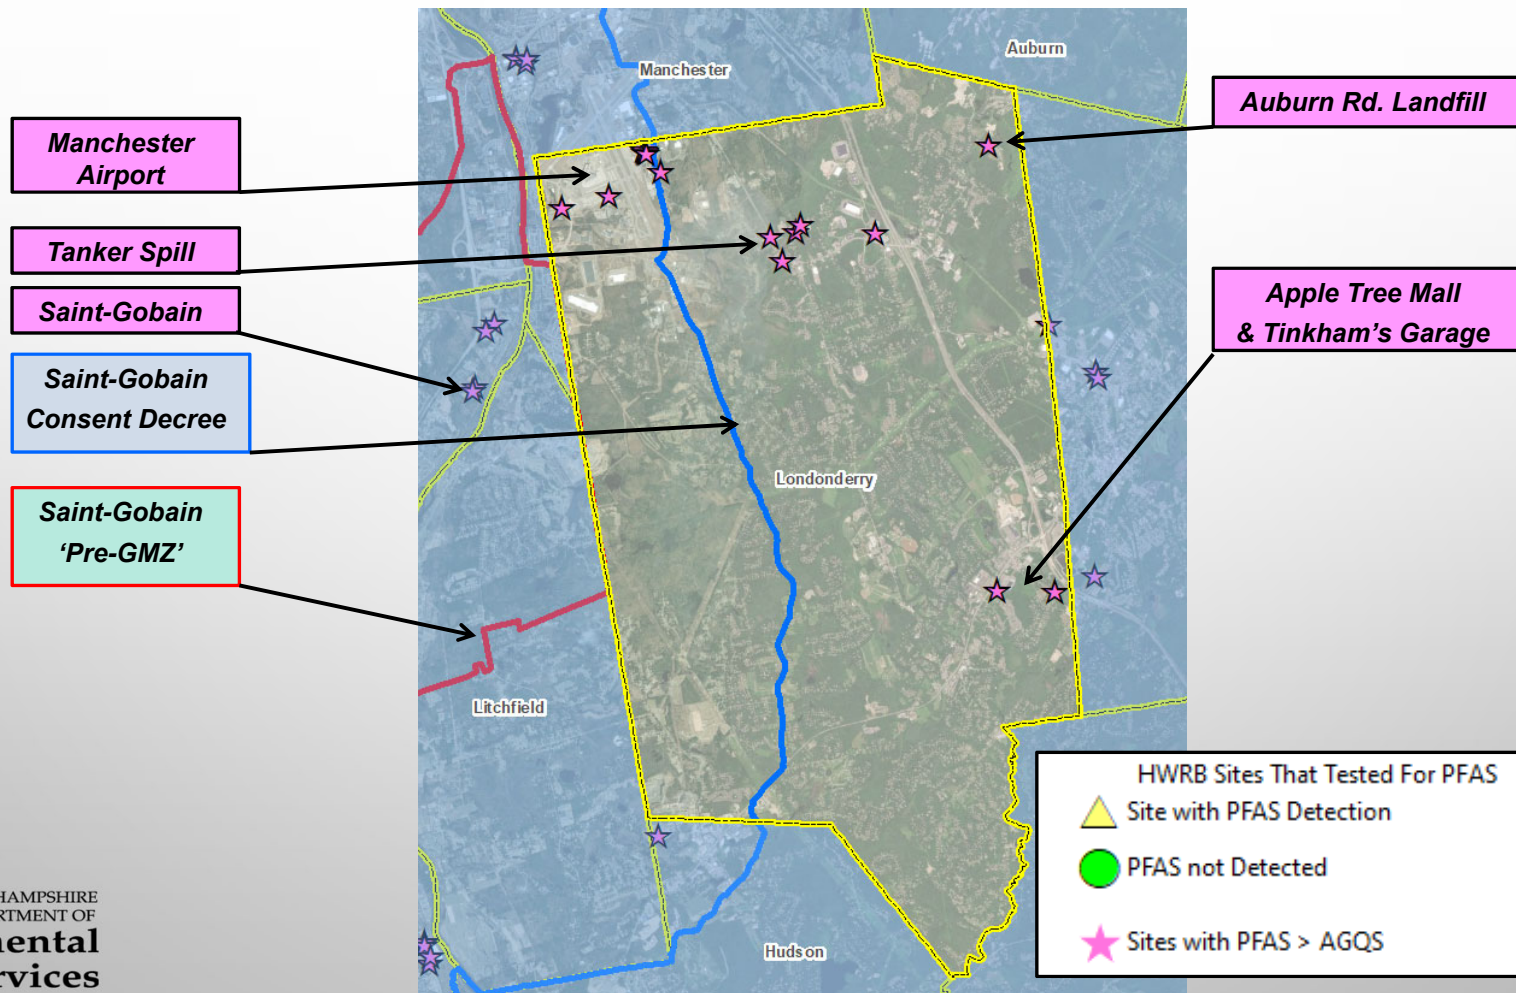 Manchester
Airport
Tanker Spill
Saint-Gobain
Saint-Gobain
Consent Decree
Saint-Gobain
‘Pre-GMZ’
Manchester
Auburn
Londonderry
Litchfield
Hudson
Auburn Rd. Landfill
Apple Tree Mall
& Tinkham’s Garage
HWRB Sites That Tested For PFAS
Site with PFAS Detection
PFAS not Detected
Sites with PFAS > AGQS
HAMPSHIRE
RTMENT OF
nental
rvices